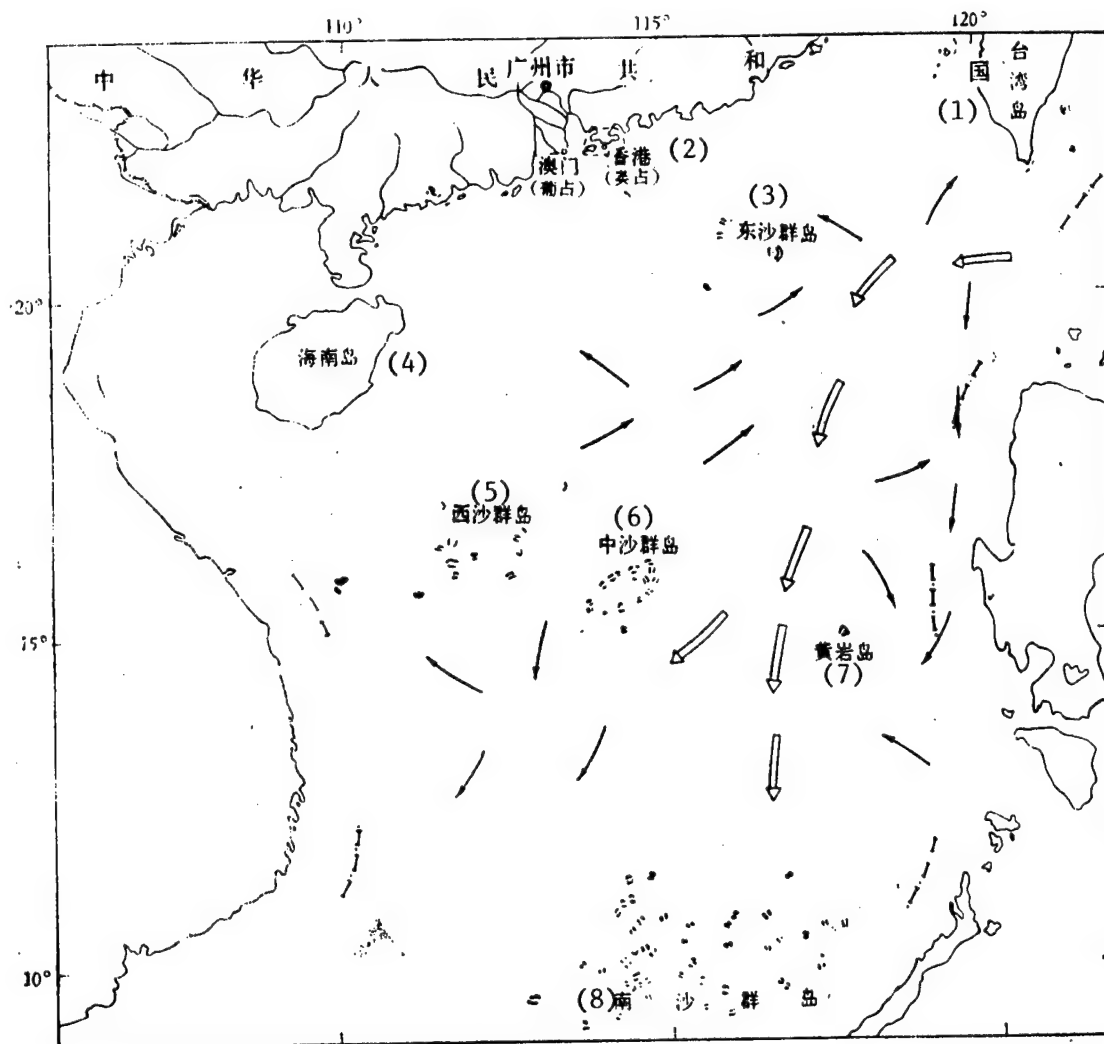 110° 115° 120°
中 华 人 民 共 和 国
广州市
台湾岛
(1)
(2)
澳门
(葡占)
香港
(英占)
(3)
东沙群岛
20°
海南岛 (4)
(5)
西沙群岛
(6)
中沙群岛
15°
黄岩岛
(7)
10°
(8)南 沙 群 岛